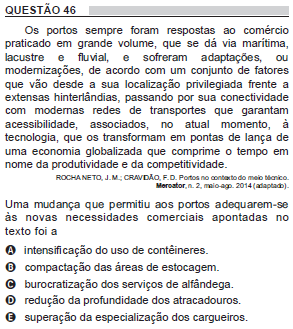 QUESTÃO 46
Os portos sempre foram respostas ao comércio
praticado em grande volume, que se dá via marítima,
lacustre e fluvial, e sofreram adaptações, ou
modernizações, de acordo com um conjunto de fatores
que vão desde a sua localização privilegiada frente a
extensas hinterlândias, passando por sua conectividade
com modernas redes de transportes que garantam
acessibilidade, associados, no atual momento, à
tecnologia, que os transformam em pontas de lança de
uma economia globalizada que comprime o tempo em
nome da produtividade e da competitividade.
ROCHA NETO, J. M.; CRAVIDÃO, F. D. Portos no contexto do meio técnico.
Mercator, n. 2, maio-ago. 2014 (adaptado).
Uma mudança que permitiu aos portos adequarem-se
às novas necessidades comerciais apontadas no
texto foi a
A intensificação do uso de contêineres.
B compactação das áreas de estocagem.
C burocratização dos serviços de alfândega.
D redução da profundidade dos atracadouros.
E superação da especialização dos cargueiros.